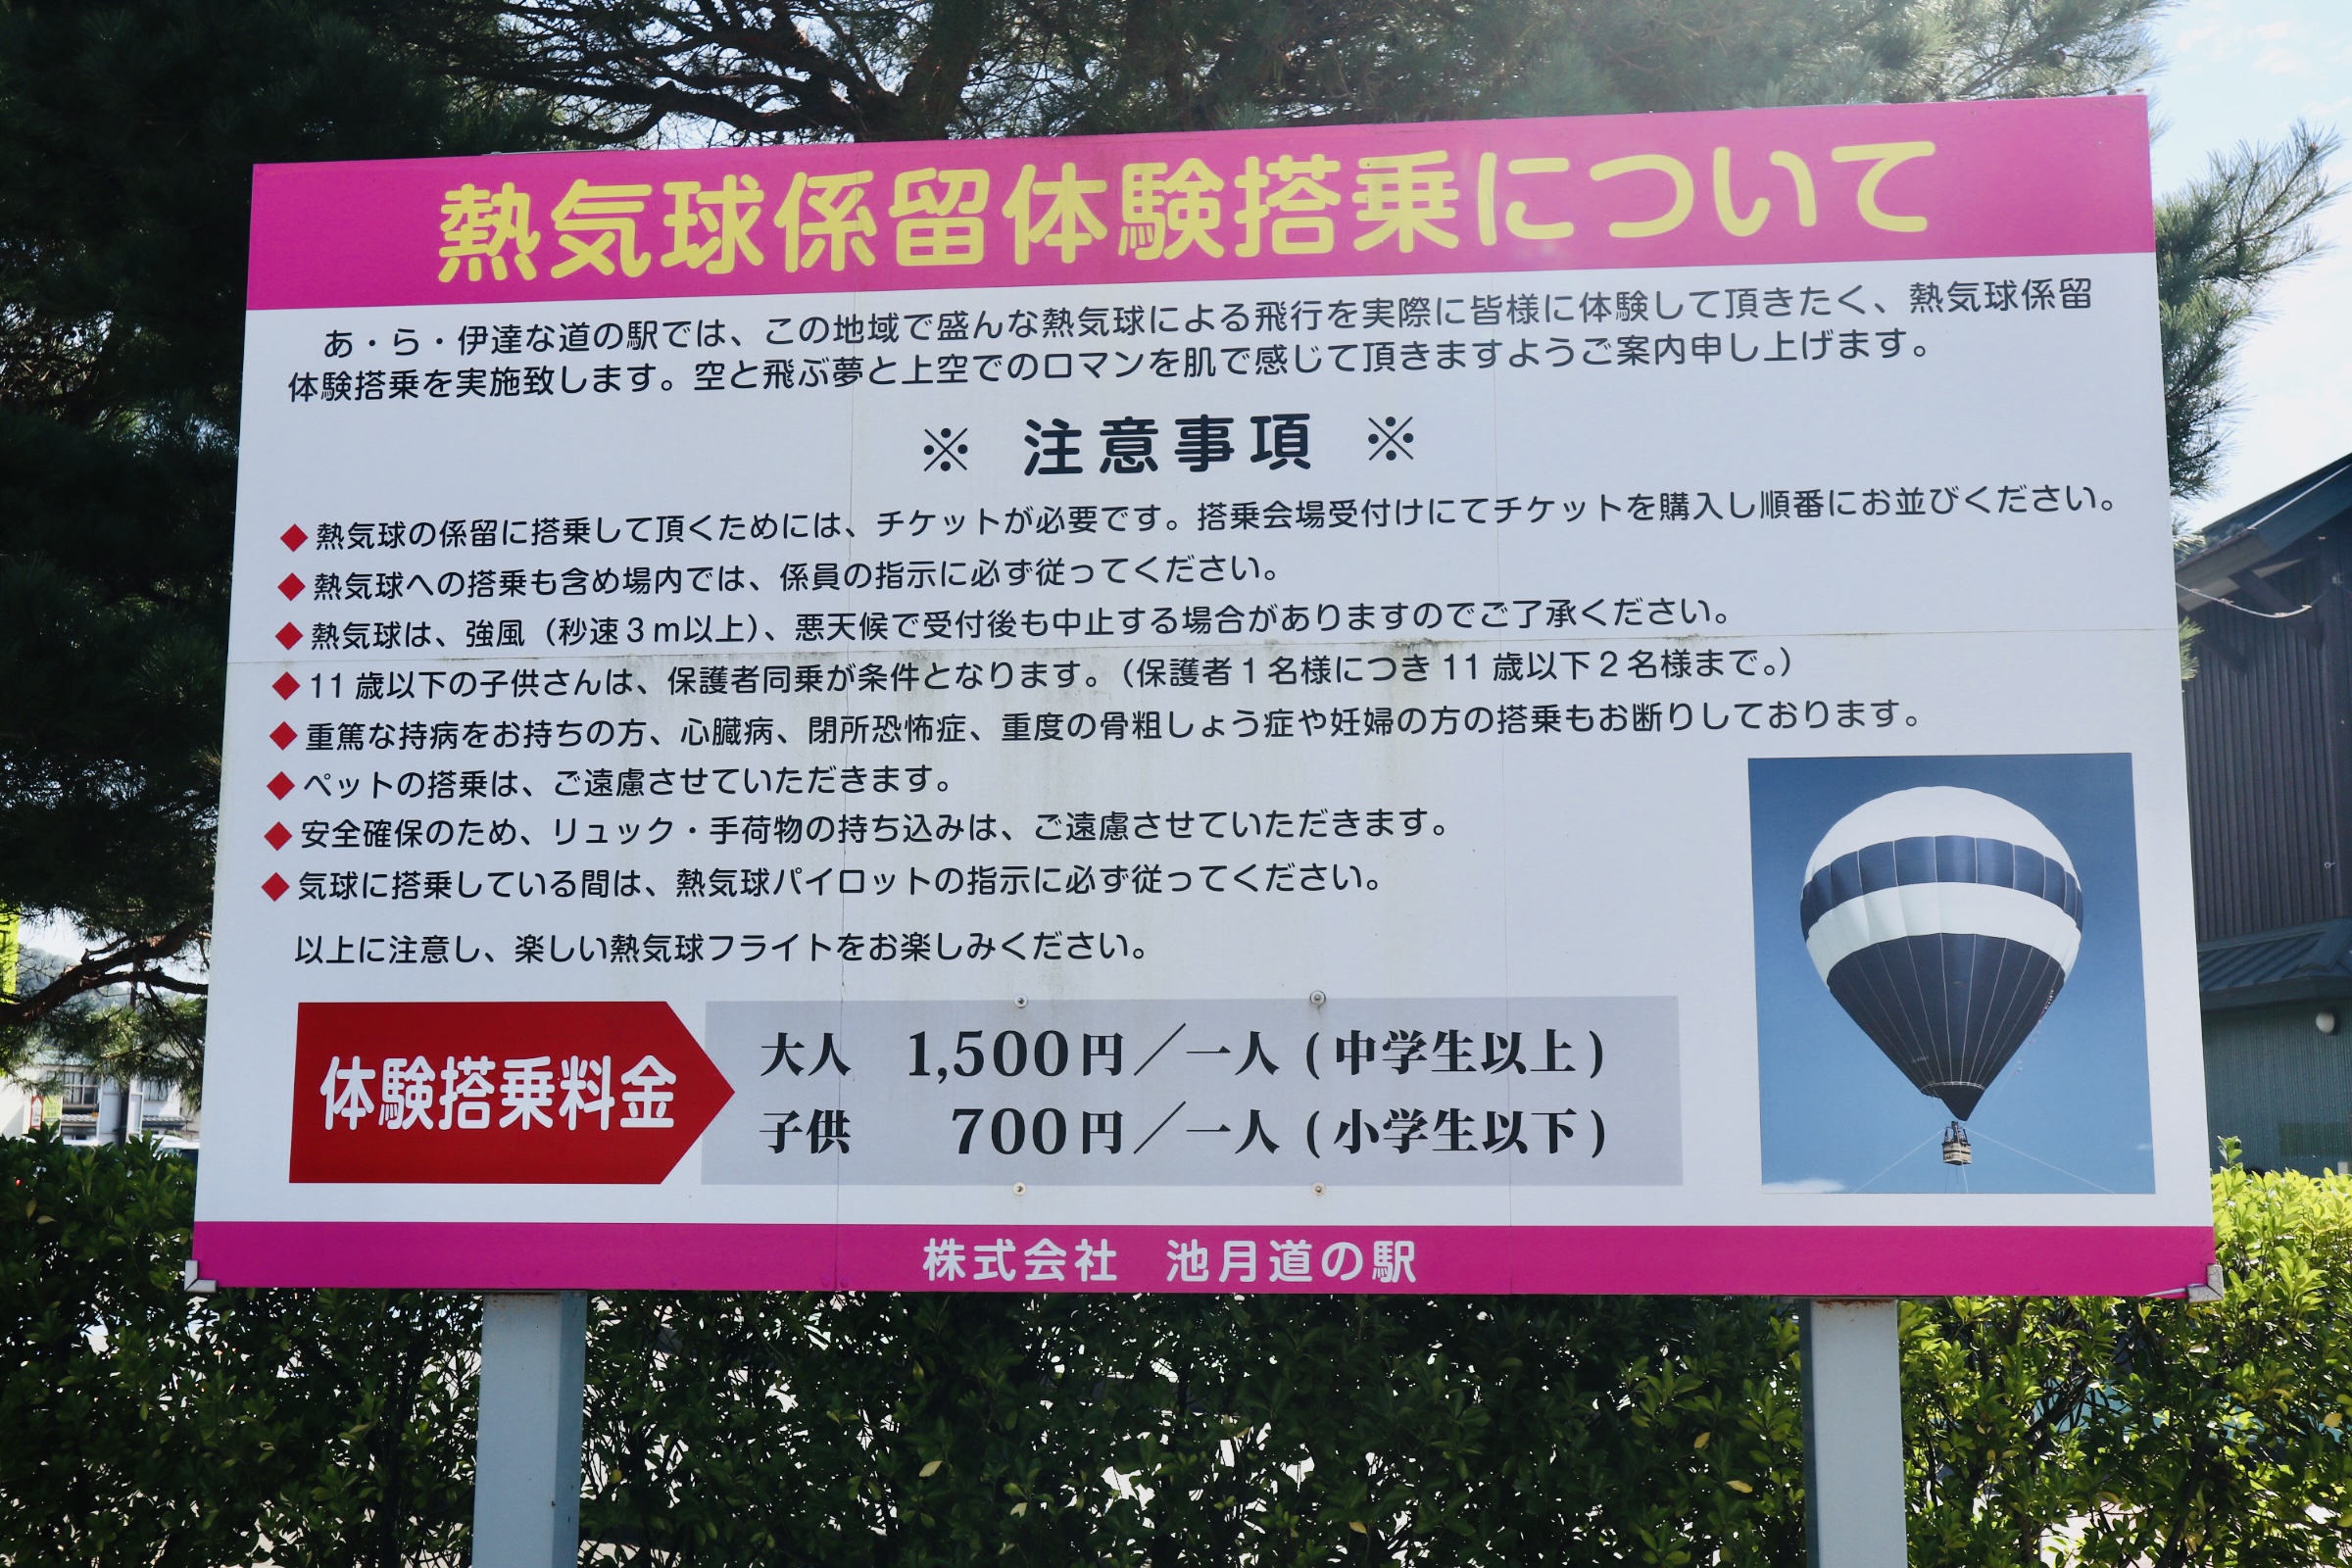 熱気球係留体験搭乗について
あ・ら・伊達な道の駅では、この地域で盛んな熱気球による飛行を実際に皆様に体験して頂きたく、熱気球係留
体験搭乗を実施致します。空と飛ぶ夢と上空でのロマンを肌で感じて頂きますようご案内申し上げます。
※ 注意事項 ※
◆熱気球の係留に搭乗して頂くためには、チケットが必要です。搭乗会場受付けにてチケットを購入し順番にお並びください。
◆熱気球への搭乗も含め場内では、係員の指示に必ず従ってください。
◆熱気球は、強風（秒速３ｍ以上）、悪天候で受付後も中止する場合がありますのでご了承ください。
◆11歳以下の子供さんは、保護者同乗が条件となります。（保護者１名様につき11歳以下２名様まで。）
◆重篤な持病をお持ちの方、心臓病、閉所恐怖症、重度の骨粗しょう症や妊婦の方の搭乗もお断りしております。
◆ペットの搭乗は、ご遠慮させていただきます。
◆安全確保のため、リュック・手荷物の持ち込みは、ご遠慮させていただきます。
◆気球に搭乗している間は、熱気球パイロットの指示に必ず従ってください。
以上に注意し、楽しい熱気球フライトをお楽しみください。
体験搭乗料金
大人 1,500円／一人（中学生以上）
子供 700円／一人（小学生以下）
株式会社 池月道の駅